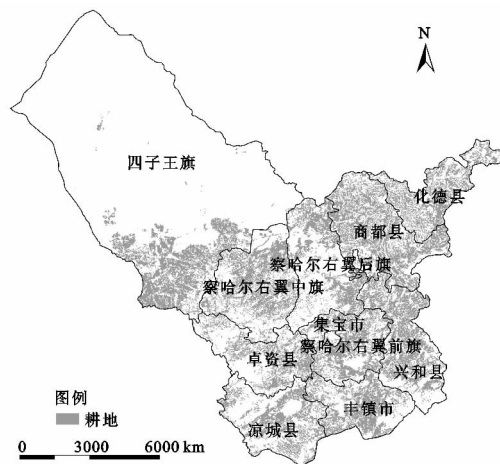 N
四子王旗
化德县
商都县
察哈尔右翼后旗
察哈尔右翼中旗
集宝市
察哈尔右翼前旗
卓资县
兴和县
丰镇市
凉城县
图例
耕地
0 3000 6000 km